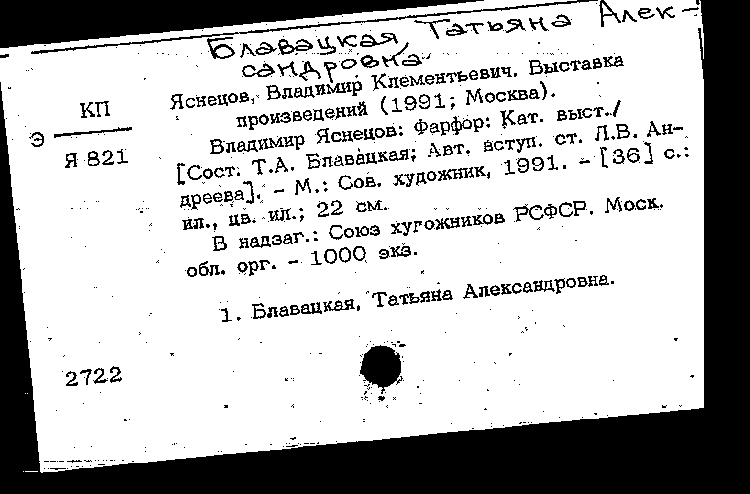 Блавацкая, Татьяна Алек-
сандровна
КП
Э
Я 821
Яснецов, Владимир Клементьевич. Выставка
произведений (1991; Москва).
Владимир Яснецов: Фарфор: Кат. выст./
[Сост. Т.А. Блавацкая; Авт. вступ. ст. Л.В. Ан-
дреева]. - М.: Сов. художник, 1991. - [36] с.:
ил., цв. ил.; 22 см.
В надзаг.: Союз хугожников РСФСР. Моск.
обл. орг. - 1000 экз.
1. Блавацкая, Татьяна Александровна.
2722